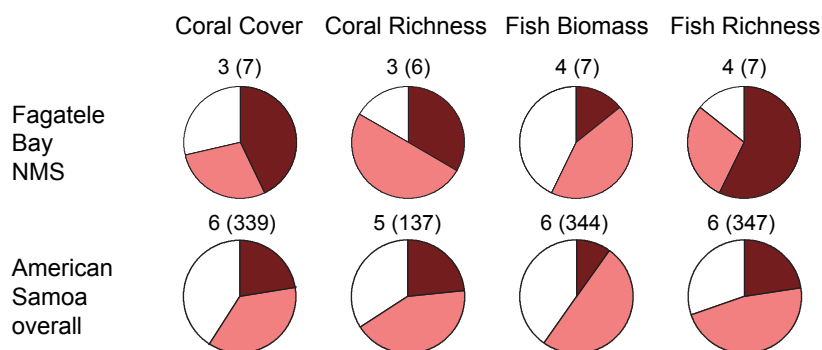 Coral Cover Coral Richness Fish Biomass Fish Richness
3 (7) 3 (6) 4 (7) 4 (7)
Fagatele
Bay
NMS
6 (339) 5 (137) 6 (344) 6 (347)
American
Samoa
overall